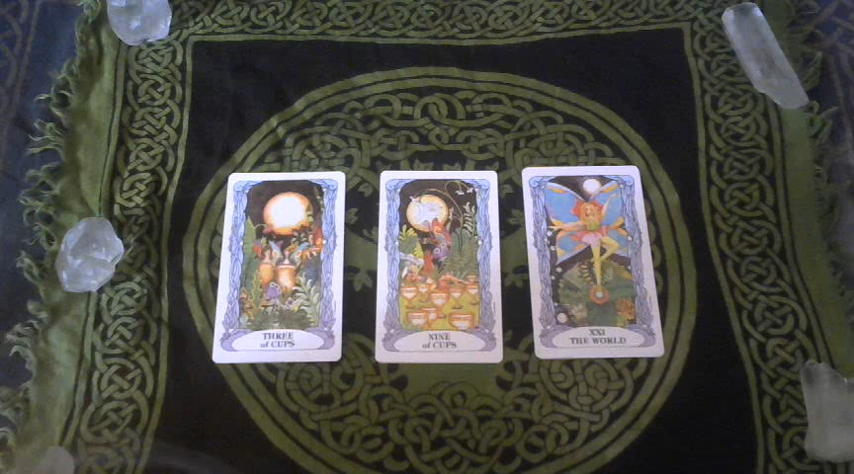 THREE
of CUPS
NINE
of CUPS
XXI
THE WORLD